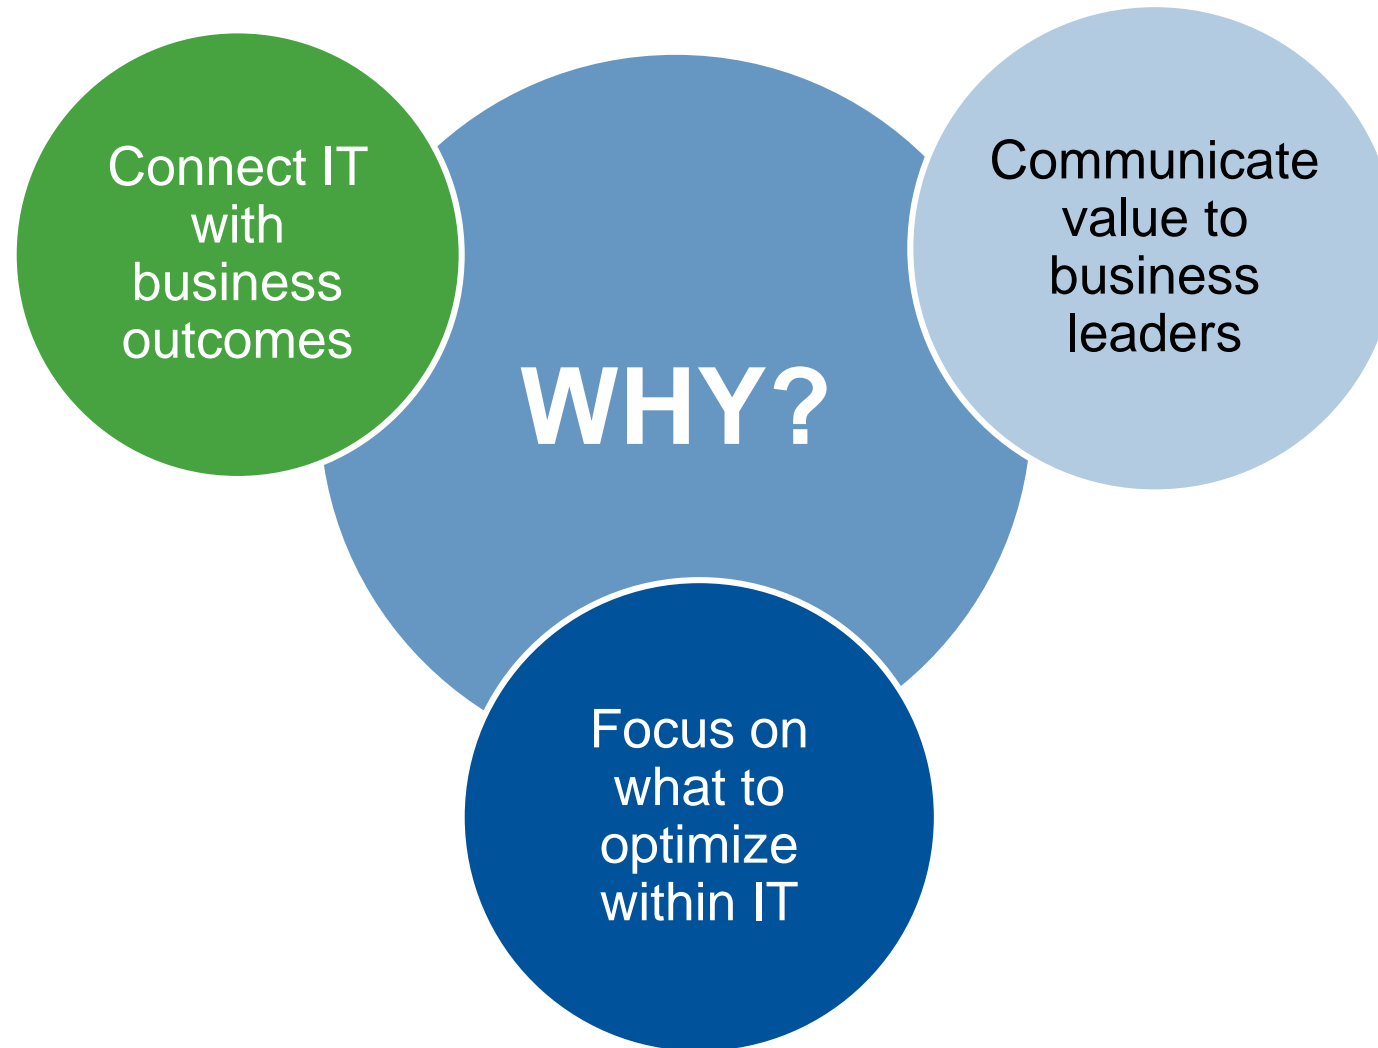 Connect IT
with
business
outcomes
Communicate
value to
business
leaders
WHY?
Focus on
what to
optimize
within IT